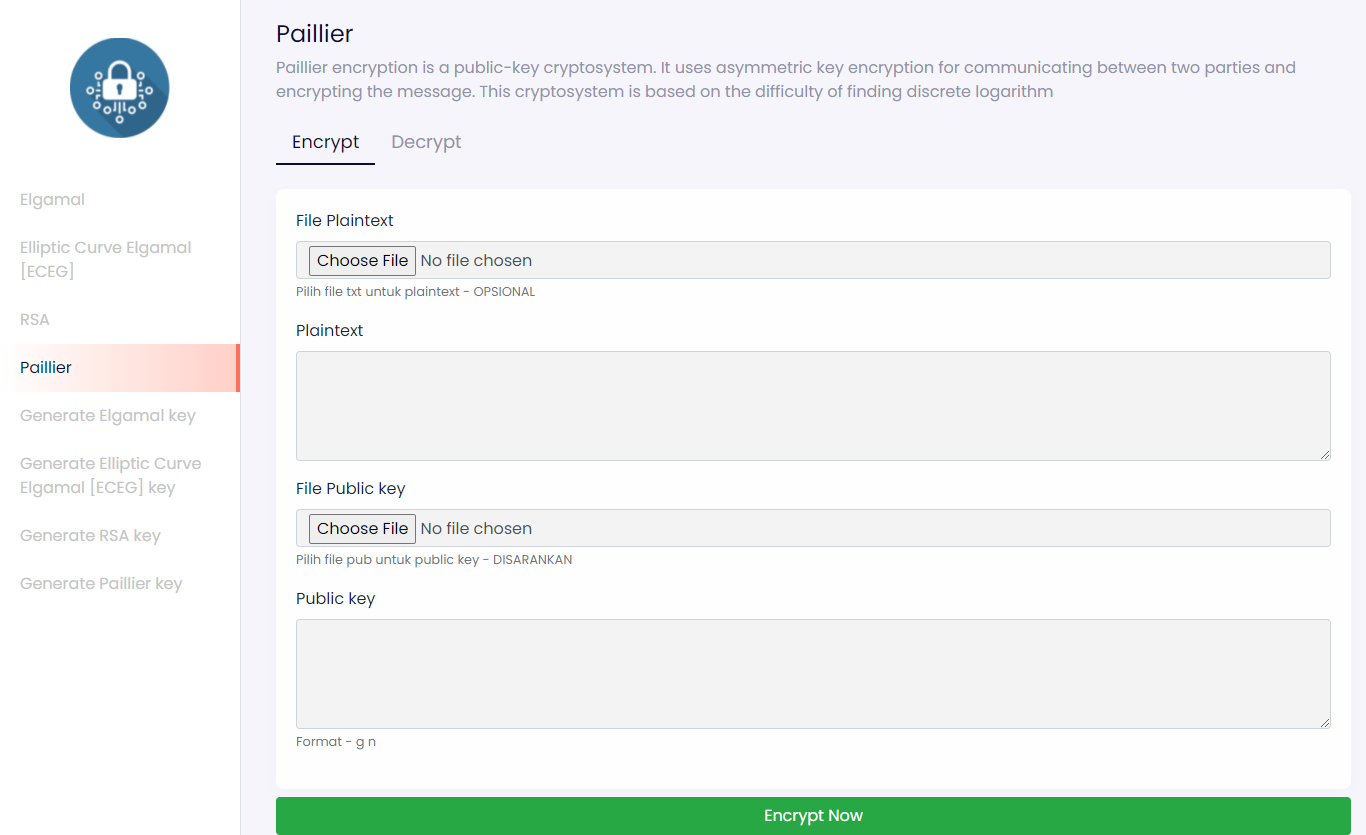 Elgamal
Elliptic Curve Elgamal
[ECEG]
RSA
Paillier
Generate Elgamal key
Generate Elliptic Curve
Elgamal [ECEG] key
Generate RSA key
Generate Paillier key
Paillier
Paillier encryption is a public-key cryptosystem. It uses asymmetric key encryption for communicating between two parties and
encrypting the message. This cryptosystem is based on the difficulty of finding discrete logarithm
Encrypt Decrypt
File Plaintext
Choose File No file chosen
Pilih file txt untuk plaintext - OPSIONAL
Plaintext
File Public key
Choose File No file chosen
Pilih file pub untuk public key - DISARANKAN
Public key
Format - g n
Encrypt Now